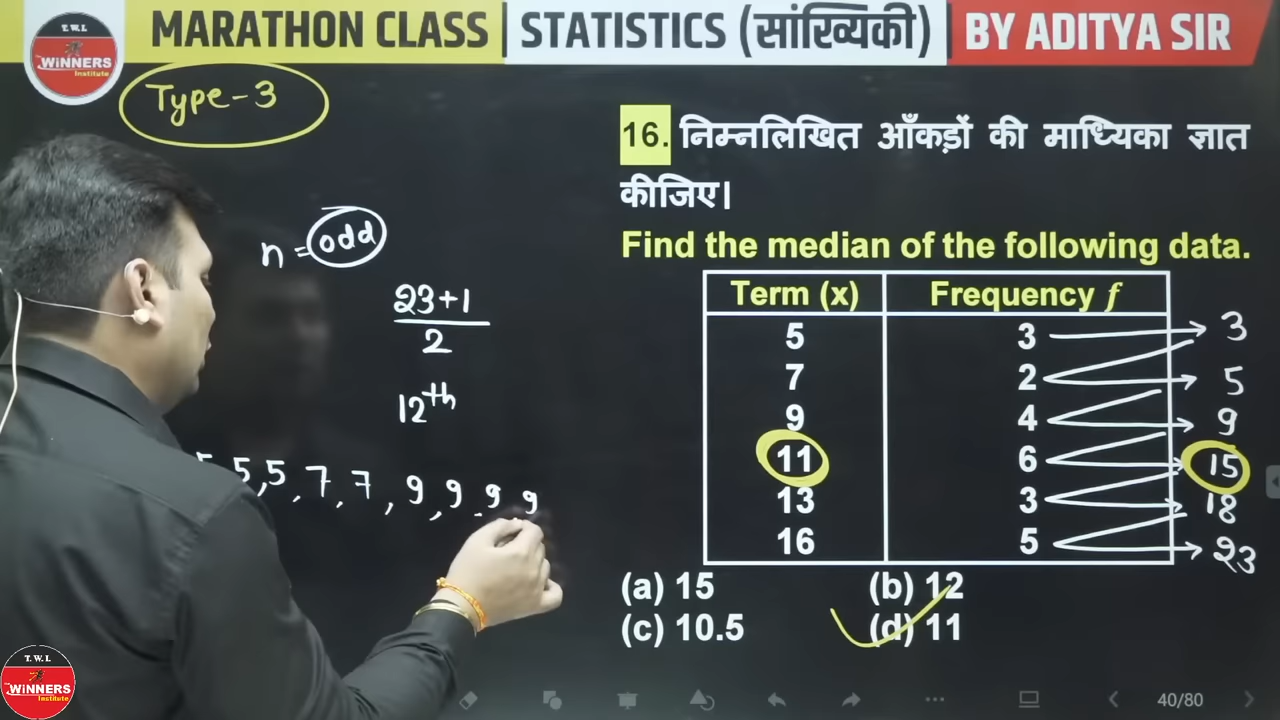 MARATHON CLASS STATISTICS (सांख्यिकी) BY ADITYA SIR
T.W.I.
WiNNERS
Institute
Type-3
16. निम्नलिखित आँकड़ों की माध्यिका ज्ञात
कीजिए।
n = odd
Find the median of the following data.
23+1
2
12th
Term (x) Frequency f
5 3 3
7 2 5
9 4 9
11 6 15
13 3 18
16 5 23
5,5, 7, 7, 9, 9, 9, 9
(a) 15 (b) 12
(c) 10.5 (d) 11
T.W.I.
WiNNERS
Institute
40/80